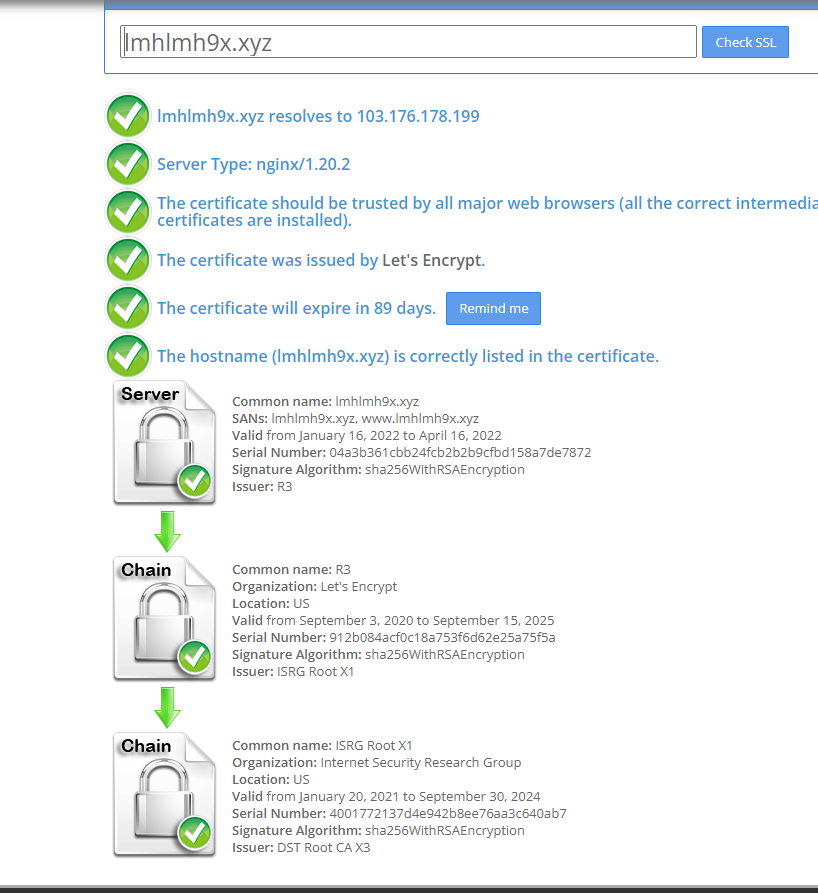 lmhlmh9x.xyz
Check SSL
lmhlmh9x.xyz resolves to 103.176.178.199
Server Type: nginx/1.20.2
The certificate should be trusted by all major web browsers (all the correct intermedia
certificates are installed).
The certificate was issued by Let's Encrypt.
The certificate will expire in 89 days. Remind me
The hostname (lmhlmh9x.xyz) is correctly listed in the certificate.
Server
Common name: lmhlmh9x.xyz
SANs: lmhlmh9x.xyz, www.lmhlmh9x.xyz
Valid from January 16, 2022 to April 16, 2022
Serial Number: 04a3b361cbb24fcb2b2b9cfbd158a7de7872
Signature Algorithm: sha256WithRSAEncryption
Issuer: R3
Chain
Common name: R3
Organization: Let's Encrypt
Location: US
Valid from September 3, 2020 to September 15, 2025
Serial Number: 912b084acf0c18a753f6d62e25a75f5a
Signature Algorithm: sha256WithRSAEncryption
Issuer: ISRG Root X1
Chain
Common name: ISRG Root X1
Organization: Internet Security Research Group
Location: US
Valid from January 20, 2021 to September 30, 2024
Serial Number: 4001772137d4e942b8ee76aa3c640ab7
Signature Algorithm: sha256WithRSAEncryption
Issuer: DST Root CA X3